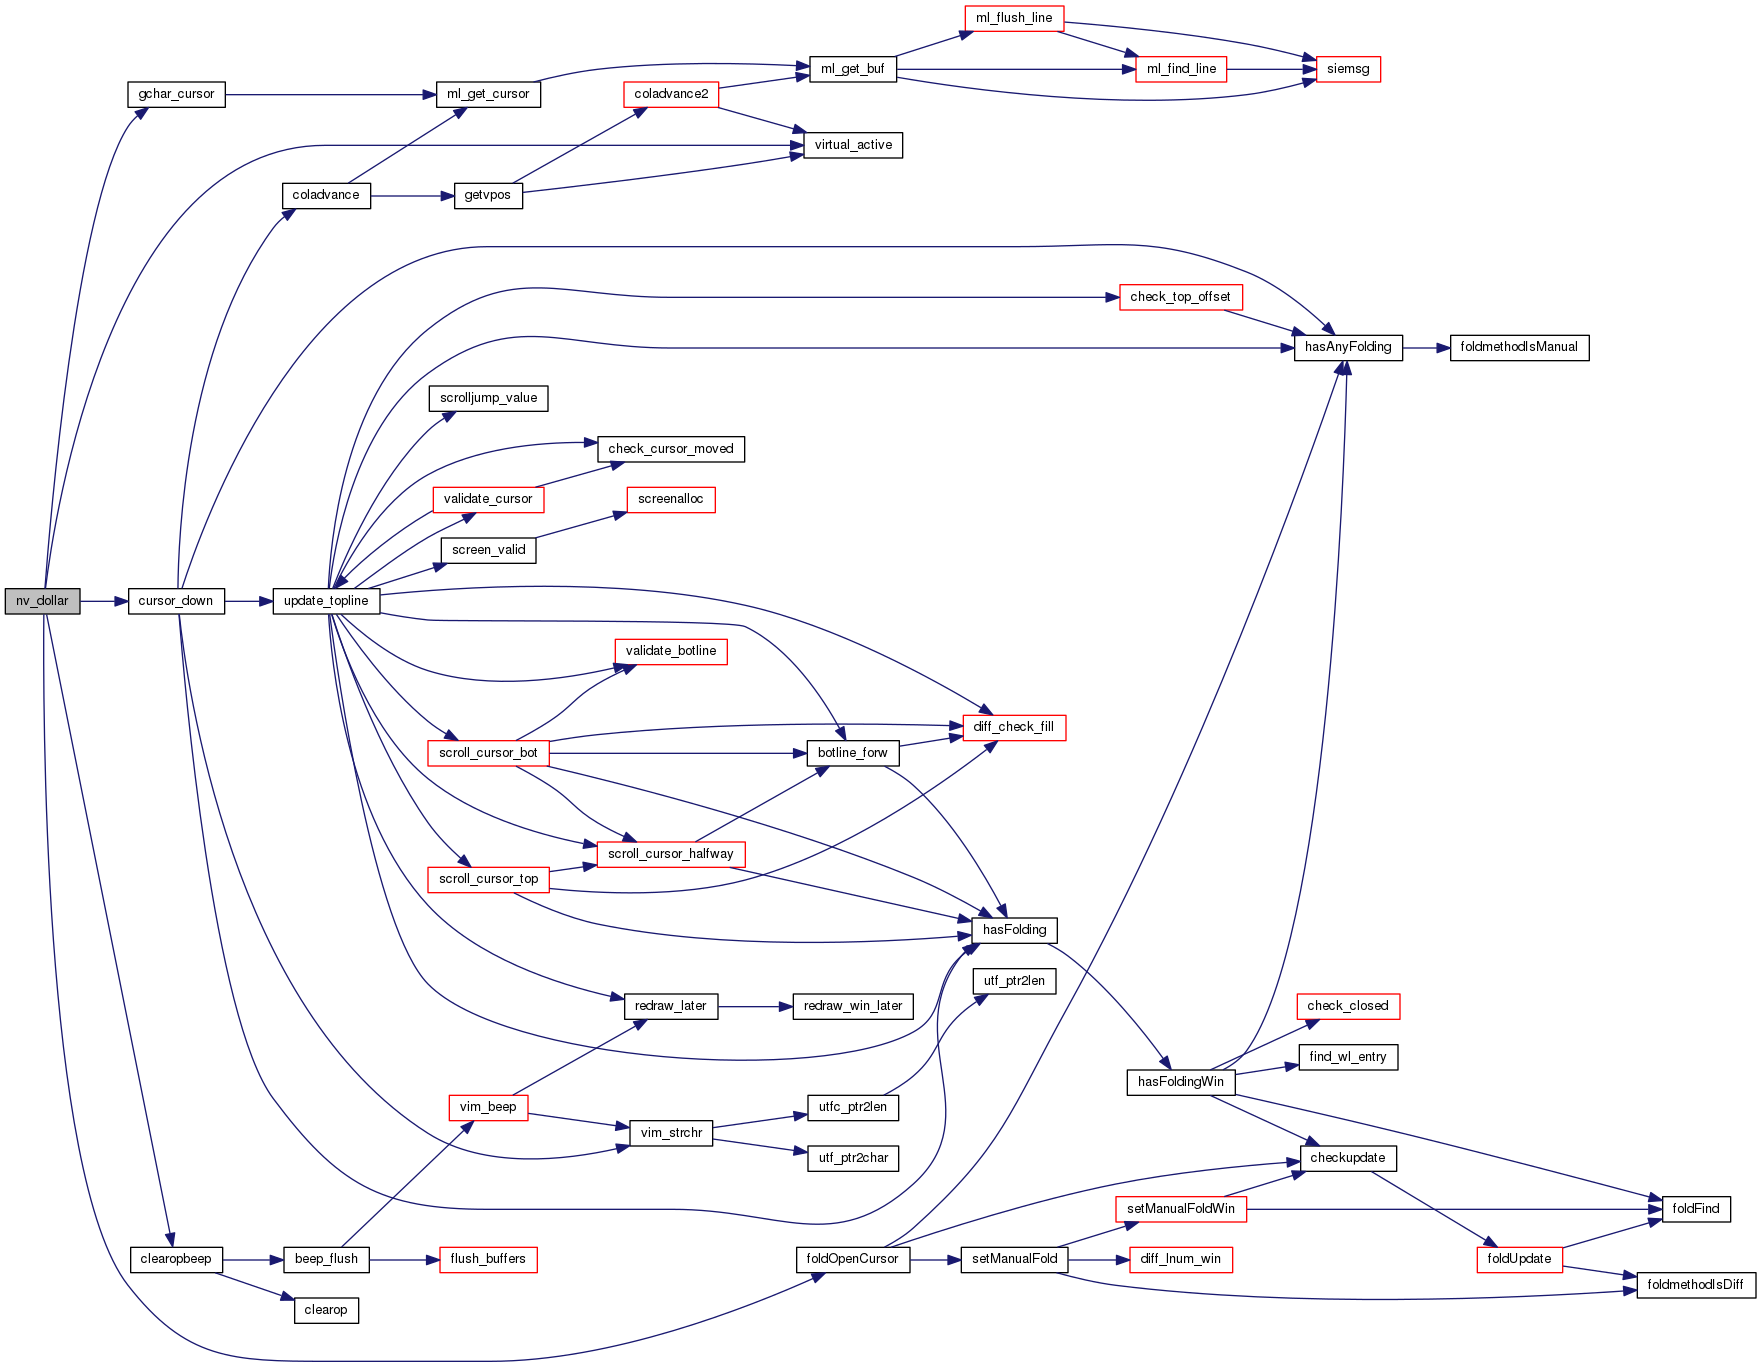 ml_flush_line
ml_get_buf
ml_find_line
siemsg
gchar_cursor
ml_get_cursor
coladvance2
virtual_active
coladvance
getvpos
check_top_offset
hasAnyFolding
foldmethodIsManual
scrolljump_value
check_cursor_moved
validate_cursor
screenalloc
screen_valid
nv_dollar
cursor_down
update_topline
validate_botline
diff_check_fill
scroll_cursor_bot
botline_forw
scroll_cursor_halfway
scroll_cursor_top
hasFolding
utf_ptr2len
redraw_later
redraw_win_later
check_closed
find_wl_entry
hasFoldingWin
vim_beep
utfc_ptr2len
vim_strchr
utf_ptr2char
checkupdate
setManualFoldWin
foldFind
clearopbeep
beep_flush
flush_buffers
foldOpenCursor
setManualFold
diff_lnum_win
foldUpdate
foldmethodIsDiff
clearop